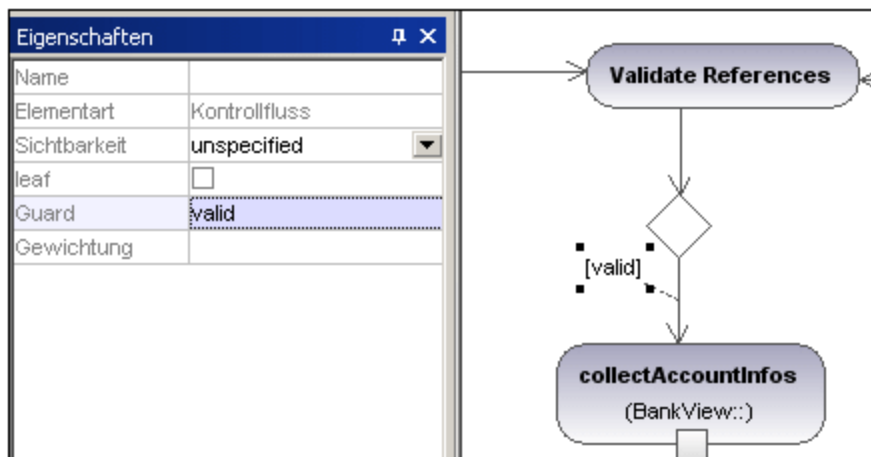 Eigenschaften
Name
Elementart Kontrollfluss
Sichtbarkeit unspecified
leaf
Guard valid
Gewichtung
Validate References
[valid]
collectAccountInfos
(BankView::)